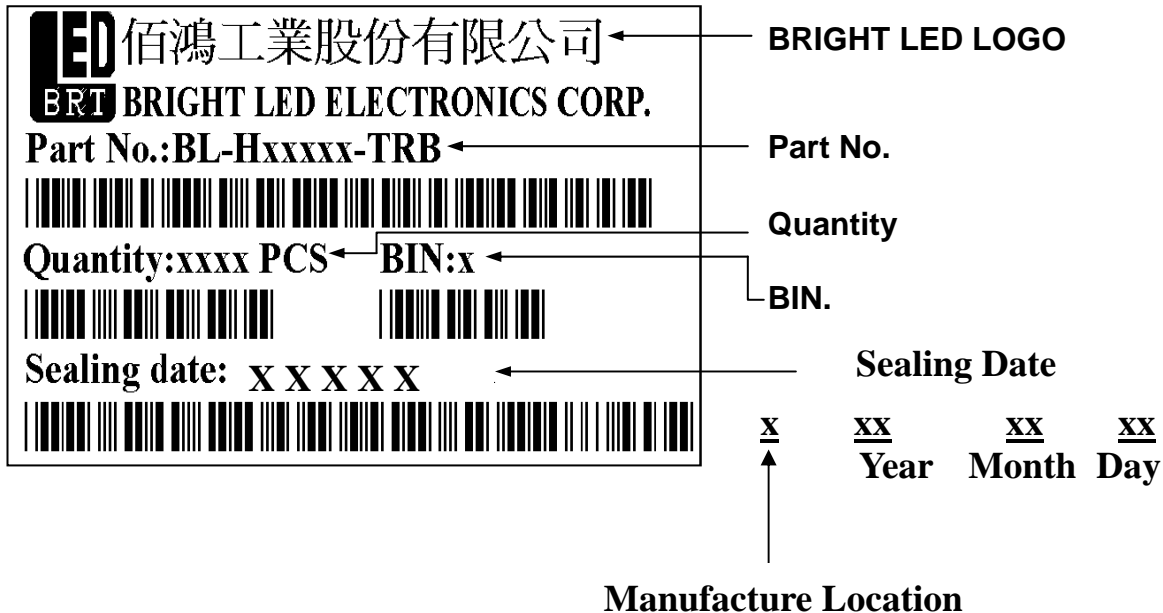 LED 佰鴻工業股份有限公司
BRIGHT LED LOGO
BRT BRIGHT LED ELECTRONICS CORP.
Part No.:BL-Hxxxxx-TRB
Part No.
Quantity
Quantity:xxxx PCS BIN:x
BIN.
Sealing date: X X X X X
Sealing Date
x xx xx xx
Year Month Day
Manufacture Location